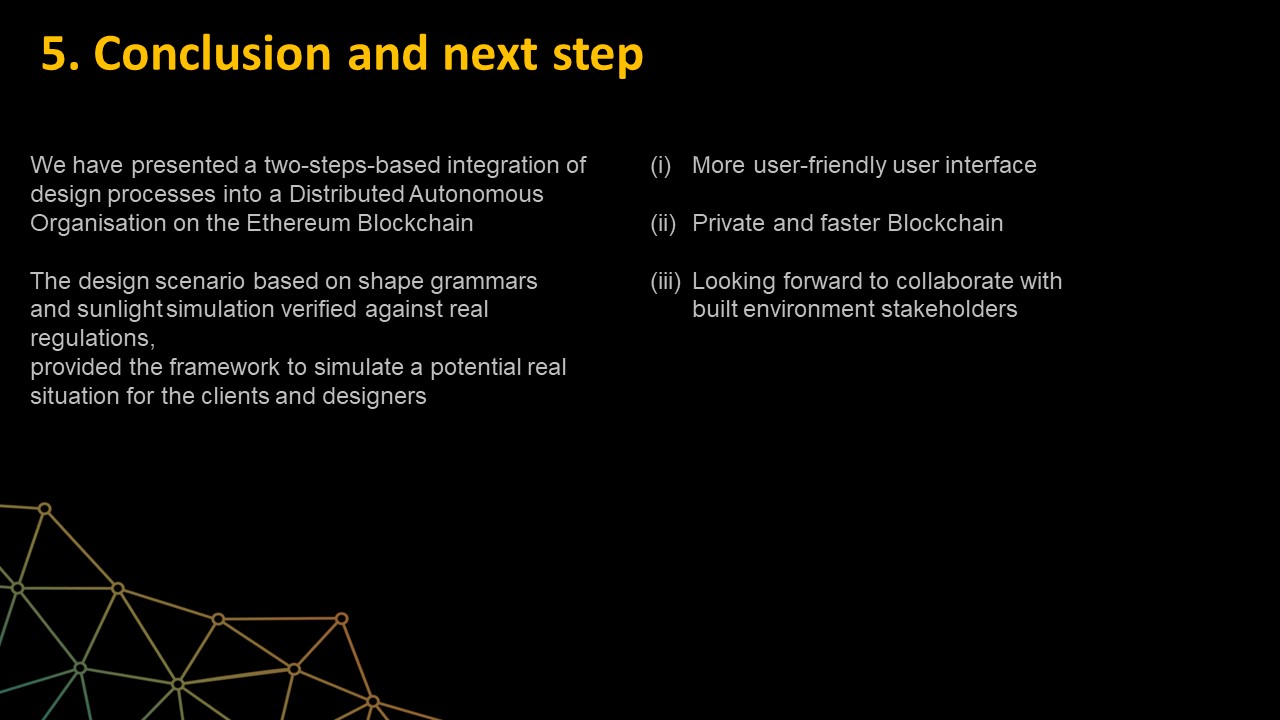 5. Conclusion and next step
We have presented a two-steps-based integration of
design processes into a Distributed Autonomous
Organisation on the Ethereum Blockchain
The design scenario based on shape grammars
and sunlight simulation verified against real
regulations,
provided the framework to simulate a potential real
situation for the clients and designers
(i) More user-friendly user interface
(ii) Private and faster Blockchain
(iii) Looking forward to collaborate with
built environment stakeholders